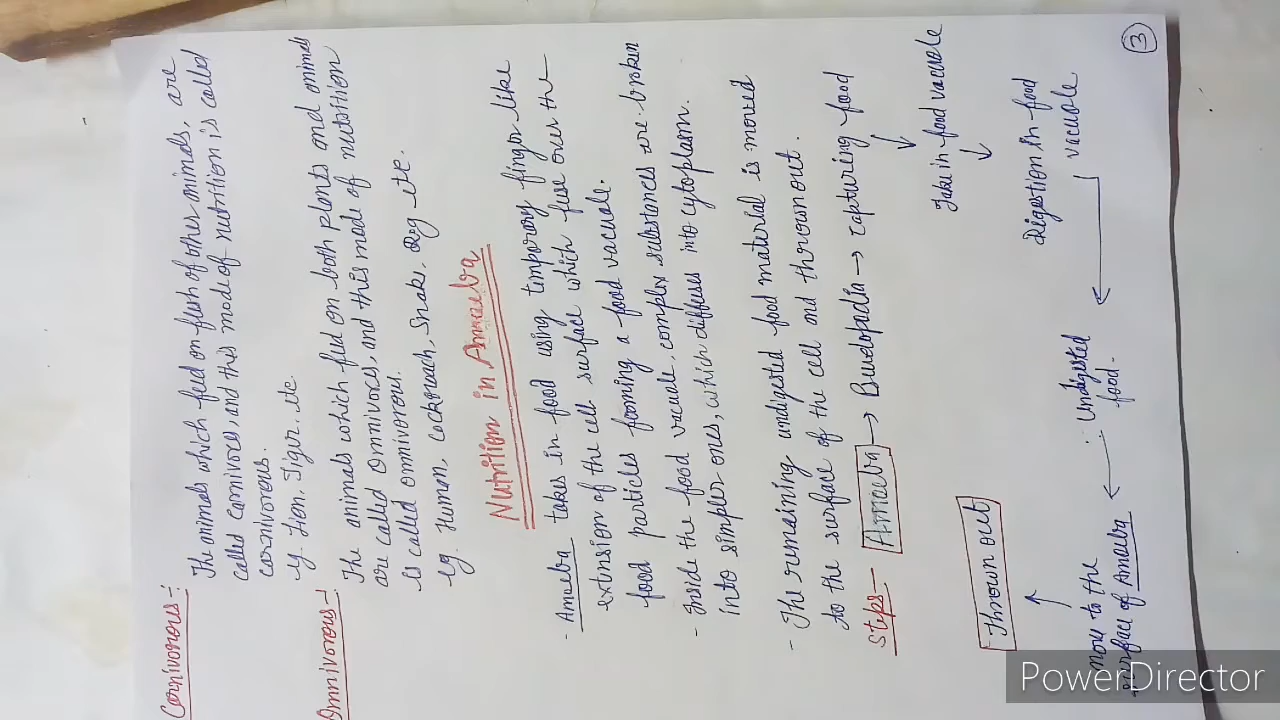 Carnivorous:-
The animals which feed on flesh of other animals, are
called carnivores, and this mode of nutrition is called
carnivorous.
eg. Lion, Tiger, etc.
Omnivorous-!
The animals which feed on both plants and animals
are called omnivores, and this mode of nutrition
is called omnivorous.
eg. Human, cockroach, Snake, Dog etc.
Nutrition in Amoeba
- Amoeba takes in food using temporary finger-like
extension of the cell surface which fuse over the
food particles forming a food vacuole.
- Inside the food vacuole, complex substances are broken
into simpler ones, which diffuses into cytoplasm.
- The remaining undigested food material is moved
to the surface of the cell and thrown out.
Steps:- Amoeba → → capturing food
↓
Take in food vacuole
↓
digestion in food
vacuole
← Undigested
food.
← move to the
surface of Amoeba
↑
Thrown out
3
PowerDirector